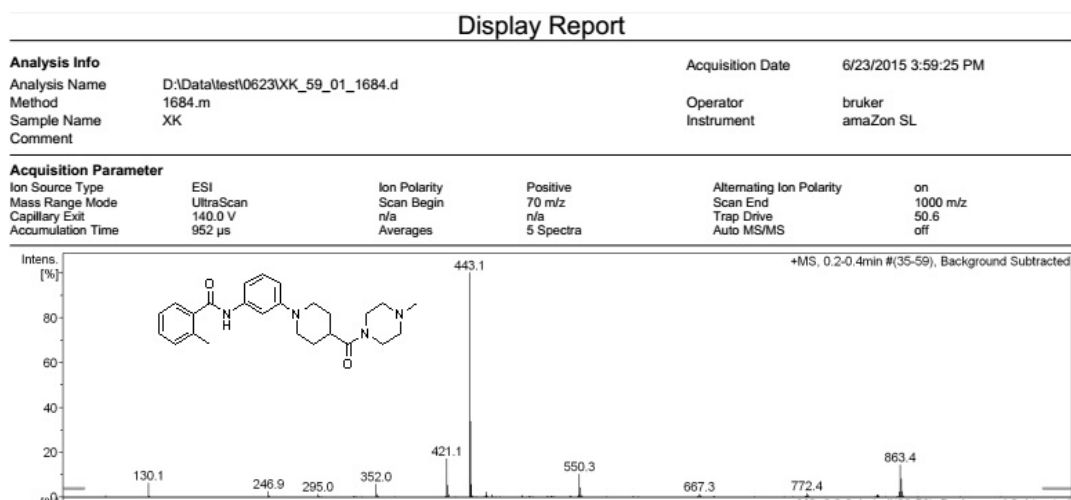 Display Report
Analysis Info
Acquisition Date 6/23/2015 3:59:25 PM
Analysis Name D:\Data\test\0623\XK_59_01_1684.d
Method 1684.m Operator bruker
Sample Name XK Instrument amaZon SL
Comment
Acquisition Parameter
Ion Source Type ESI Ion Polarity Positive Alternating Ion Polarity on
Mass Range Mode UltraScan Scan Begin 70 m/z Scan End 1000 m/z
Capillary Exit 140.0 V n/a n/a Trap Drive 50.6
Accumulation Time 952 µs Averages 5 Spectra Auto MS/MS off
Intens.
[%]
+MS, 0.2-0.4min #(35-59), Background Subtracted
443.1
O
N
H
N
N
N
O
80
60
40
20
0
130.1
246.9
295.0
352.0
421.1
550.3
667.3
772.4
863.4